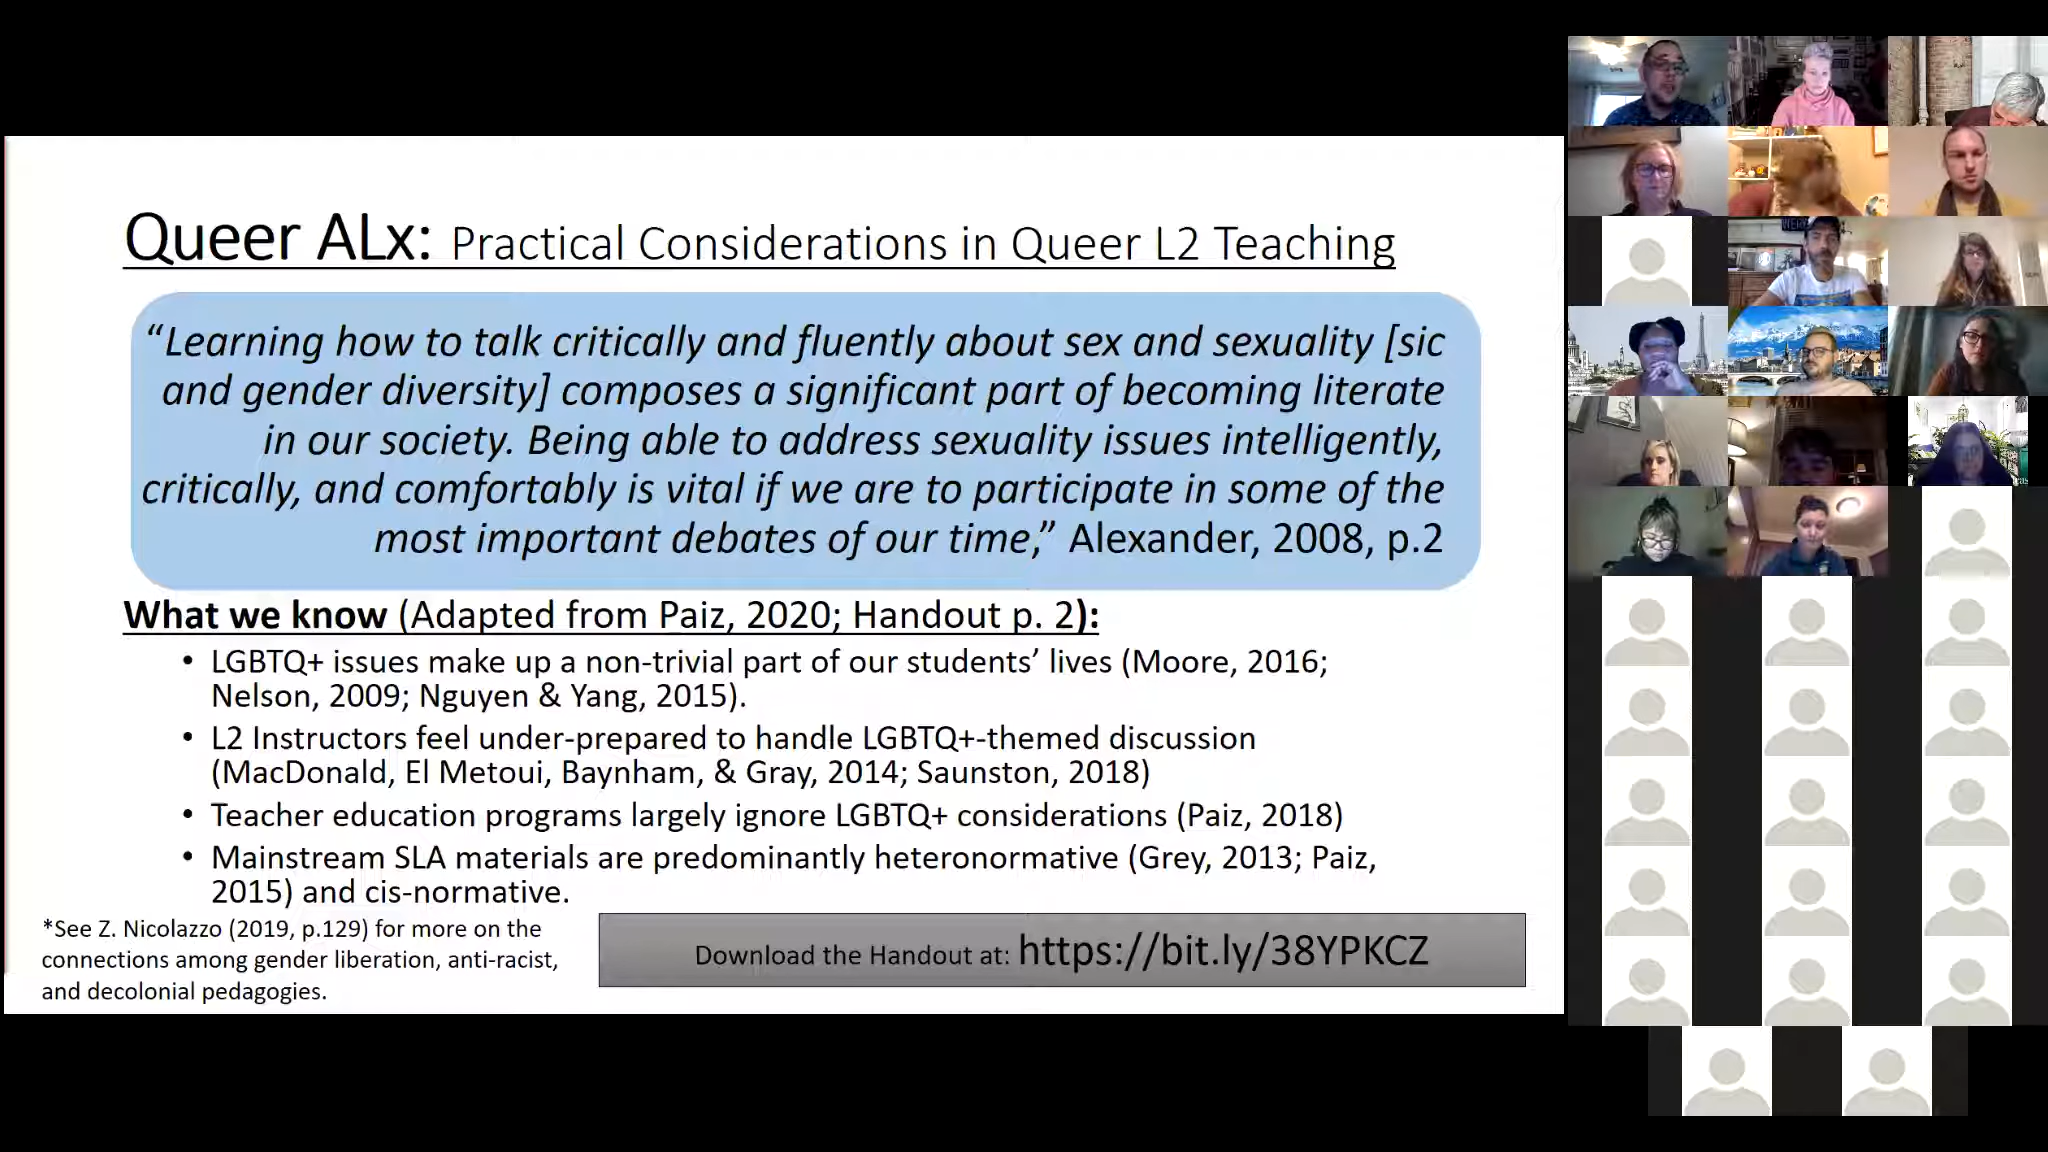 Queer ALx: Practical Considerations in Queer L2 Teaching
“Learning how to talk critically and fluently about sex and sexuality [sic
and gender diversity] composes a significant part of becoming literate
in our society. Being able to address sexuality issues intelligently,
critically, and comfortably is vital if we are to participate in some of the
most important debates of our time,” Alexander, 2008, p.2
What we know (Adapted from Paiz, 2020; Handout p. 2):
• LGBTQ+ issues make up a non-trivial part of our students’ lives (Moore, 2016;
Nelson, 2009; Nguyen & Yang, 2015).
• L2 Instructors feel under-prepared to handle LGBTQ+-themed discussion
(MacDonald, El Metoui, Baynham, & Gray, 2014; Saunston, 2018)
• Teacher education programs largely ignore LGBTQ+ considerations (Paiz, 2018)
• Mainstream SLA materials are predominantly heteronormative (Grey, 2013; Paiz,
2015) and cis-normative.
*See Z. Nicolazzo (2019, p.129) for more on the
connections among gender liberation, anti-racist,
and decolonial pedagogies.
Download the Handout at: https://bit.ly/38YPKCZ